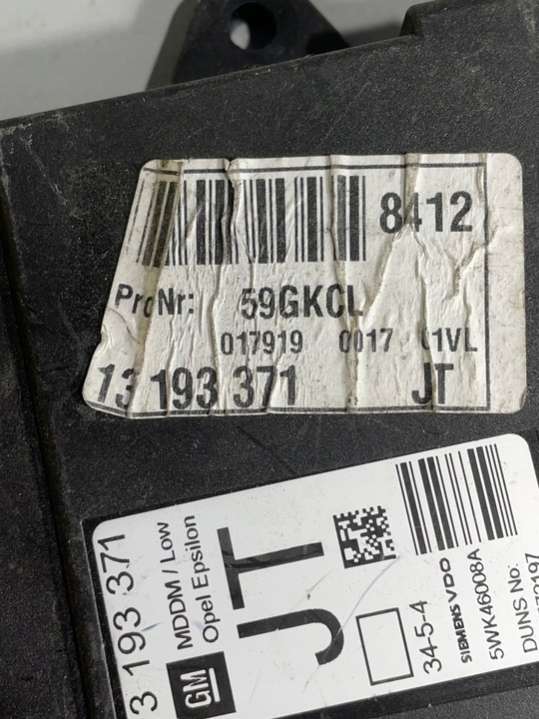 8412
ProNr: 59GKCL
017919 0017 01VL
13 193 371 JT
3 193 371
MDDM / Low
Opel Epsilon
GM
JT
34-5-4
SIEMENS VDO
5WK46008A
DUNS No.